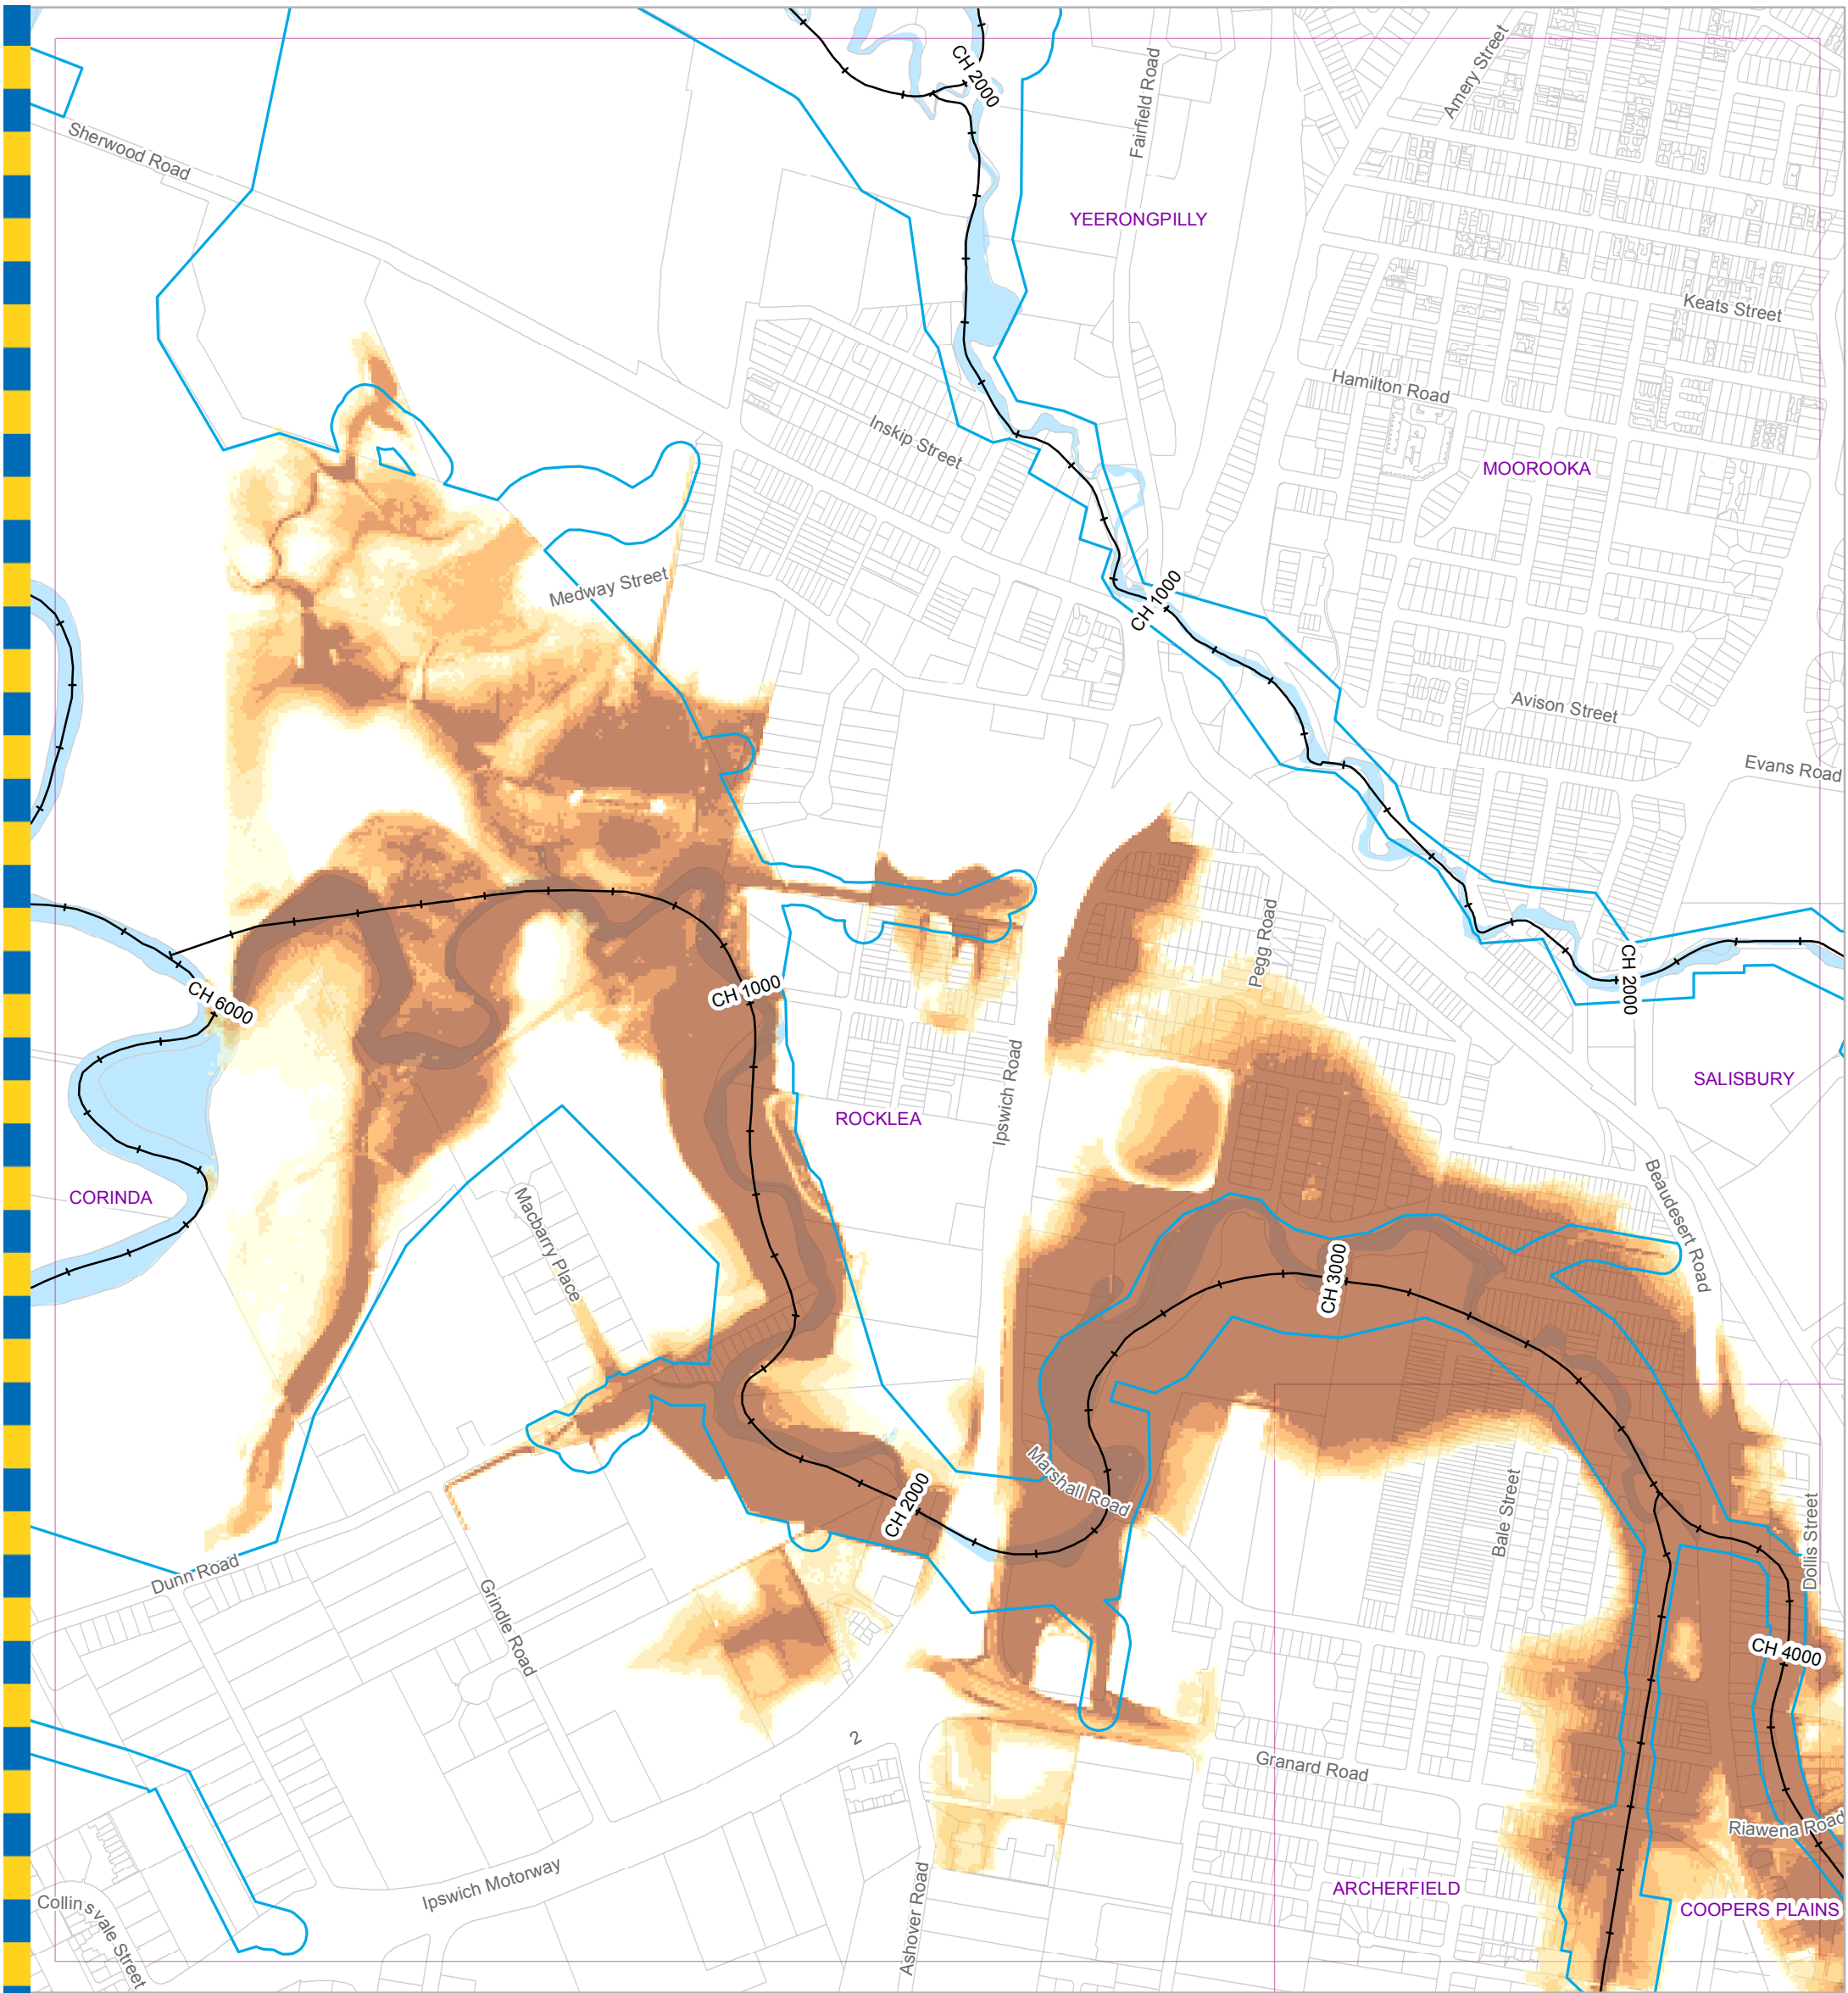 CH 2000
Fairfield Road
Amery Street
Sherwood Road
YEERONGPILLY
Keats Street
Hamilton Road
Inskip Street
MOOROOKA
Medway Street
CH 1000
Avison Street
Evans Road
Pegg Road
CH 2000
CH 6000
CH 1000
Ipswich Road
SALISBURY
ROCKLEA
CORINDA
Macbarry Place
Beaudesert Road
CH 3000
Marshall Road
CH 2000
Bale Street
Dollis Street
Dunn Road
Grindle Road
CH 4000
2
Granard Road
Riawena Road
Ipswich Motorway
ARCHERFIELD
COOPERS PLAINS
Collinsvale Street
Ashover Road